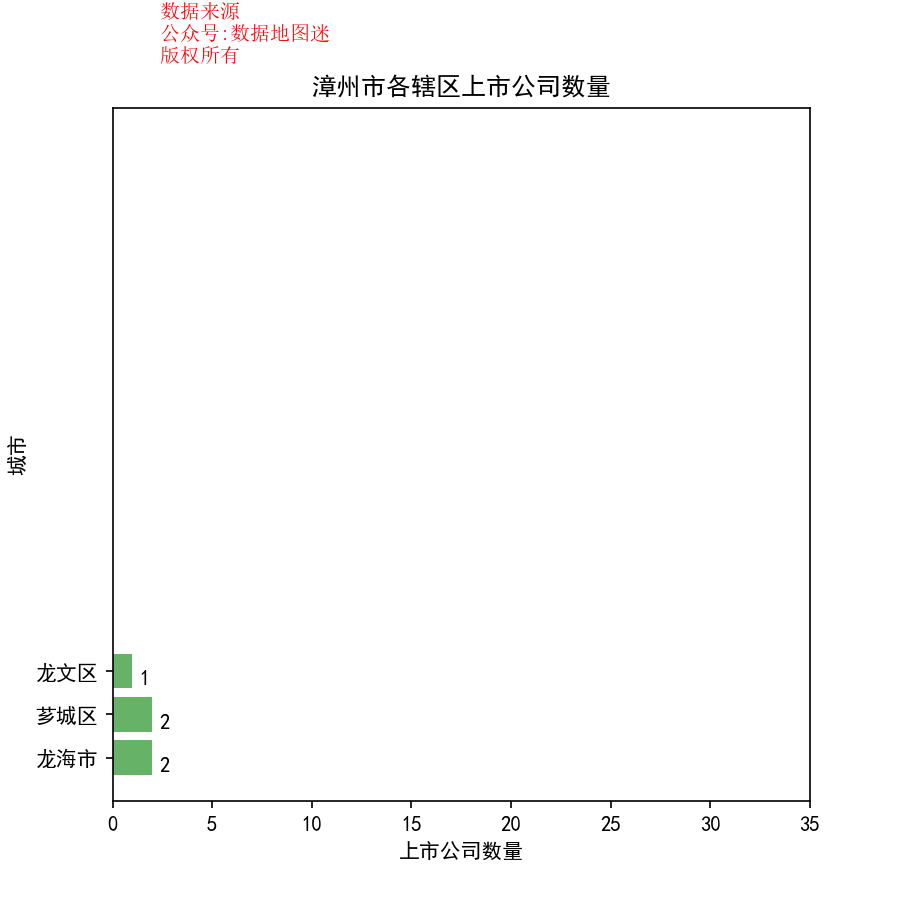 数据来源
公众号:数据地图迷
版权所有
漳州市各辖区上市公司数量
城市
龙文区 1
芗城区 2
龙海市 2
0 5 10 15 20 25 30 35
上市公司数量